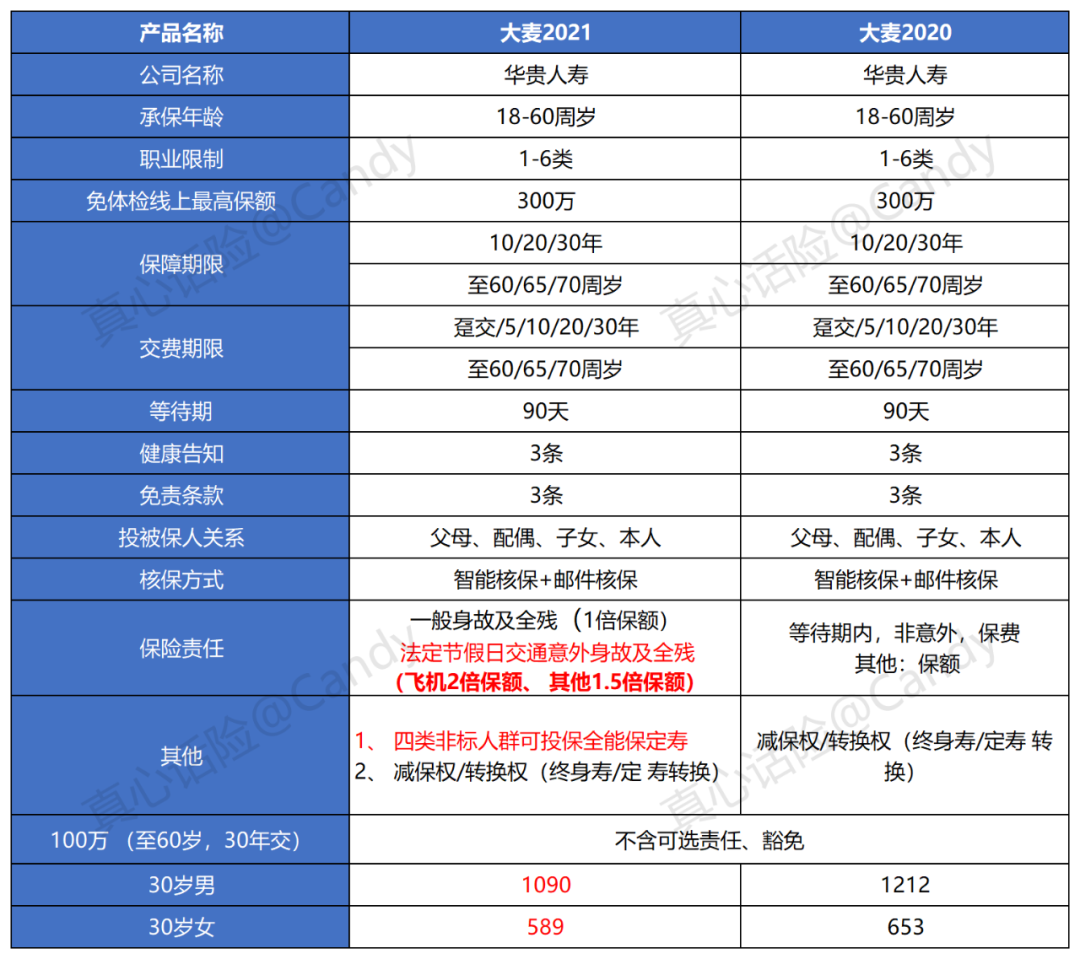 产品名称 大麦2021 大麦2020
公司名称 华贵人寿 华贵人寿
承保年龄 18-60周岁 18-60周岁
职业限制 1-6类 1-6类
免体检线上最高保额 300万 300万
保障期限 10/20/30年 10/20/30年
至60/65/70周岁 至60/65/70周岁
交费期限 趸交/5/10/20/30年 趸交/5/10/20/30年
至60/65/70周岁 至60/65/70周岁
等待期 90天 90天
健康告知 3条 3条
免责条款 3条 3条
投被保人关系 父母、配偶、子女、本人 父母、配偶、子女、本人
核保方式 智能核保+邮件核保 智能核保+邮件核保
保险责任
一般身故及全残（1倍保额）
法定节假日交通意外身故及全残
（飞机2倍保额、 其他1.5倍保额）
等待期内，非意外，保费
其他：保额
其他
1、 四类非标人群可投保全能保定寿
2、 减保权/转换权（终身寿/定 寿转换）
减保权/转换权（终身寿/定寿 转
换）
100万 （至60岁，30年交） 不含可选责任、豁免
30岁男 1090 1212
30岁女 589 653
真心话险@Candy
真心话险@Candy
真心话险@Candy
真心话险@Candy